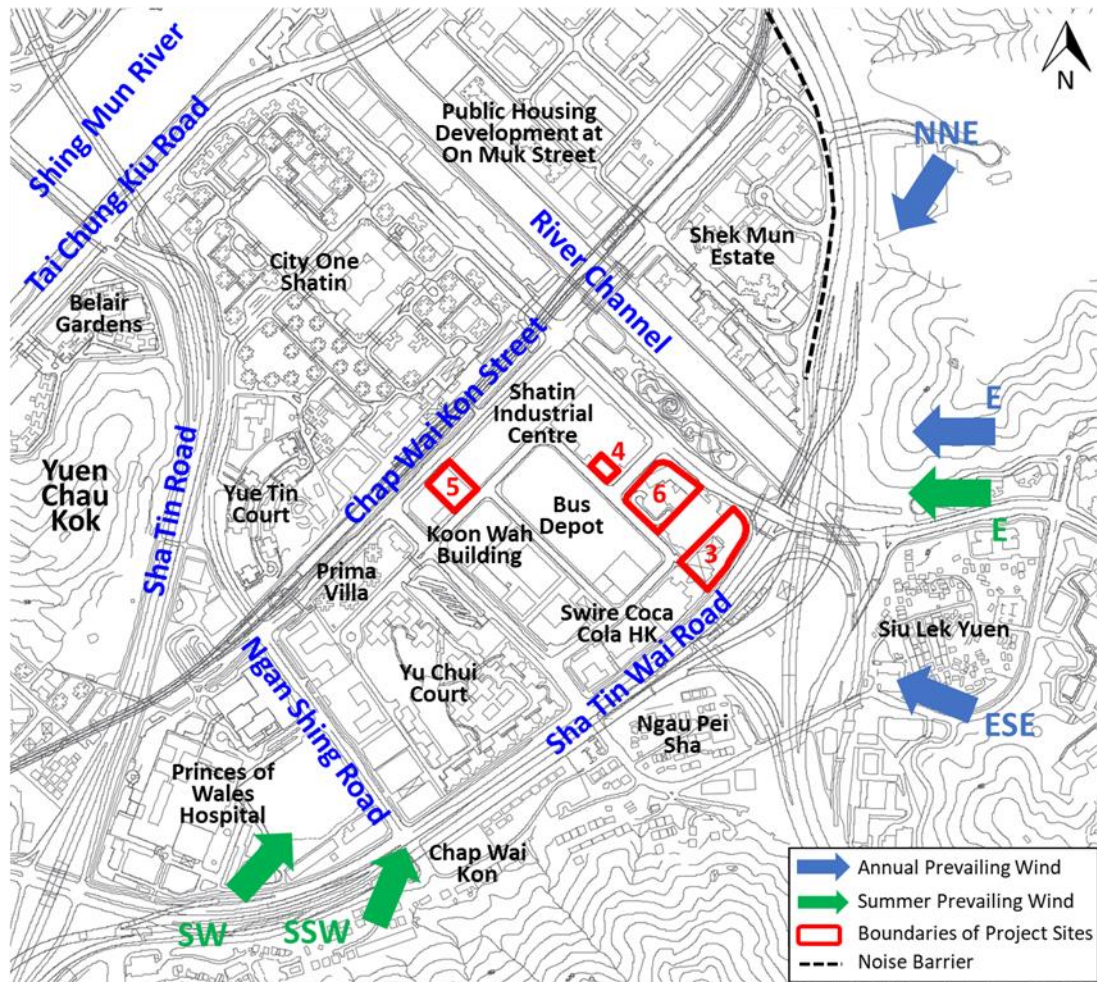 N
Shing Mun River
Tai Chung Kiu Road
Public Housing
Development at
On Muk Street
NNE
River Channel
Shek Mun
Estate
City One
Shatin
Belair
Gardens
Chap Wai Kon Street
Shatin
Industrial
Centre
E
E
Yuen
Chau
Kok
Sha Tin Road
Yue Tin
Court
4
5
6
3
Bus
Depot
Koon Wah
Building
Prima
Villa
Swire Coca
Cola HK
Siu Lek Yuen
Ngan Shing Road
Yu Chui
Court
Sha Tin Wai Road
Ngau Pei
Sha
ESE
Princes of
Wales
Hospital
Chap Wai
Kon
SW
SSW
Annual Prevailing Wind
Summer Prevailing Wind
Boundaries of Project Sites
Noise Barrier